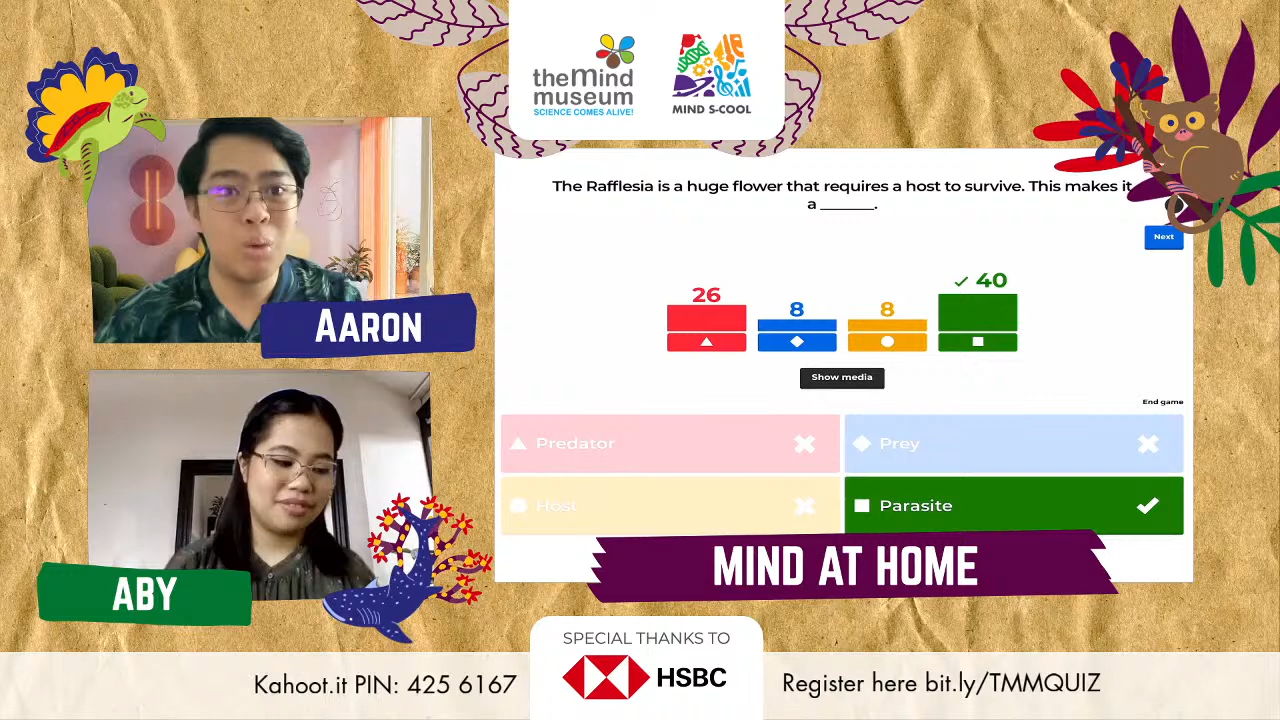 the mind
museum
SCIENCE COMES ALIVE!
MIND S-COOL
The Rafflesia is a huge flower that requires a host to survive. This makes it
a _______.
Next
26
8
8
40
Show media
End game
Predator
Prey
Host
Parasite
AARON
ABY
MIND AT HOME
SPECIAL THANKS TO
HSBC
Kahoot.it PIN: 425 6167
Register here bit.ly/TMMQUIZ